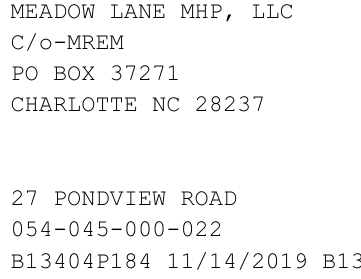 MEADOW LANE MHP, LLC
C/o-MREM
PO BOX 37271
CHARLOTTE NC 28237
27 PONDVIEW ROAD
054-045-000-022
B13404P184 11/14/2019 B13